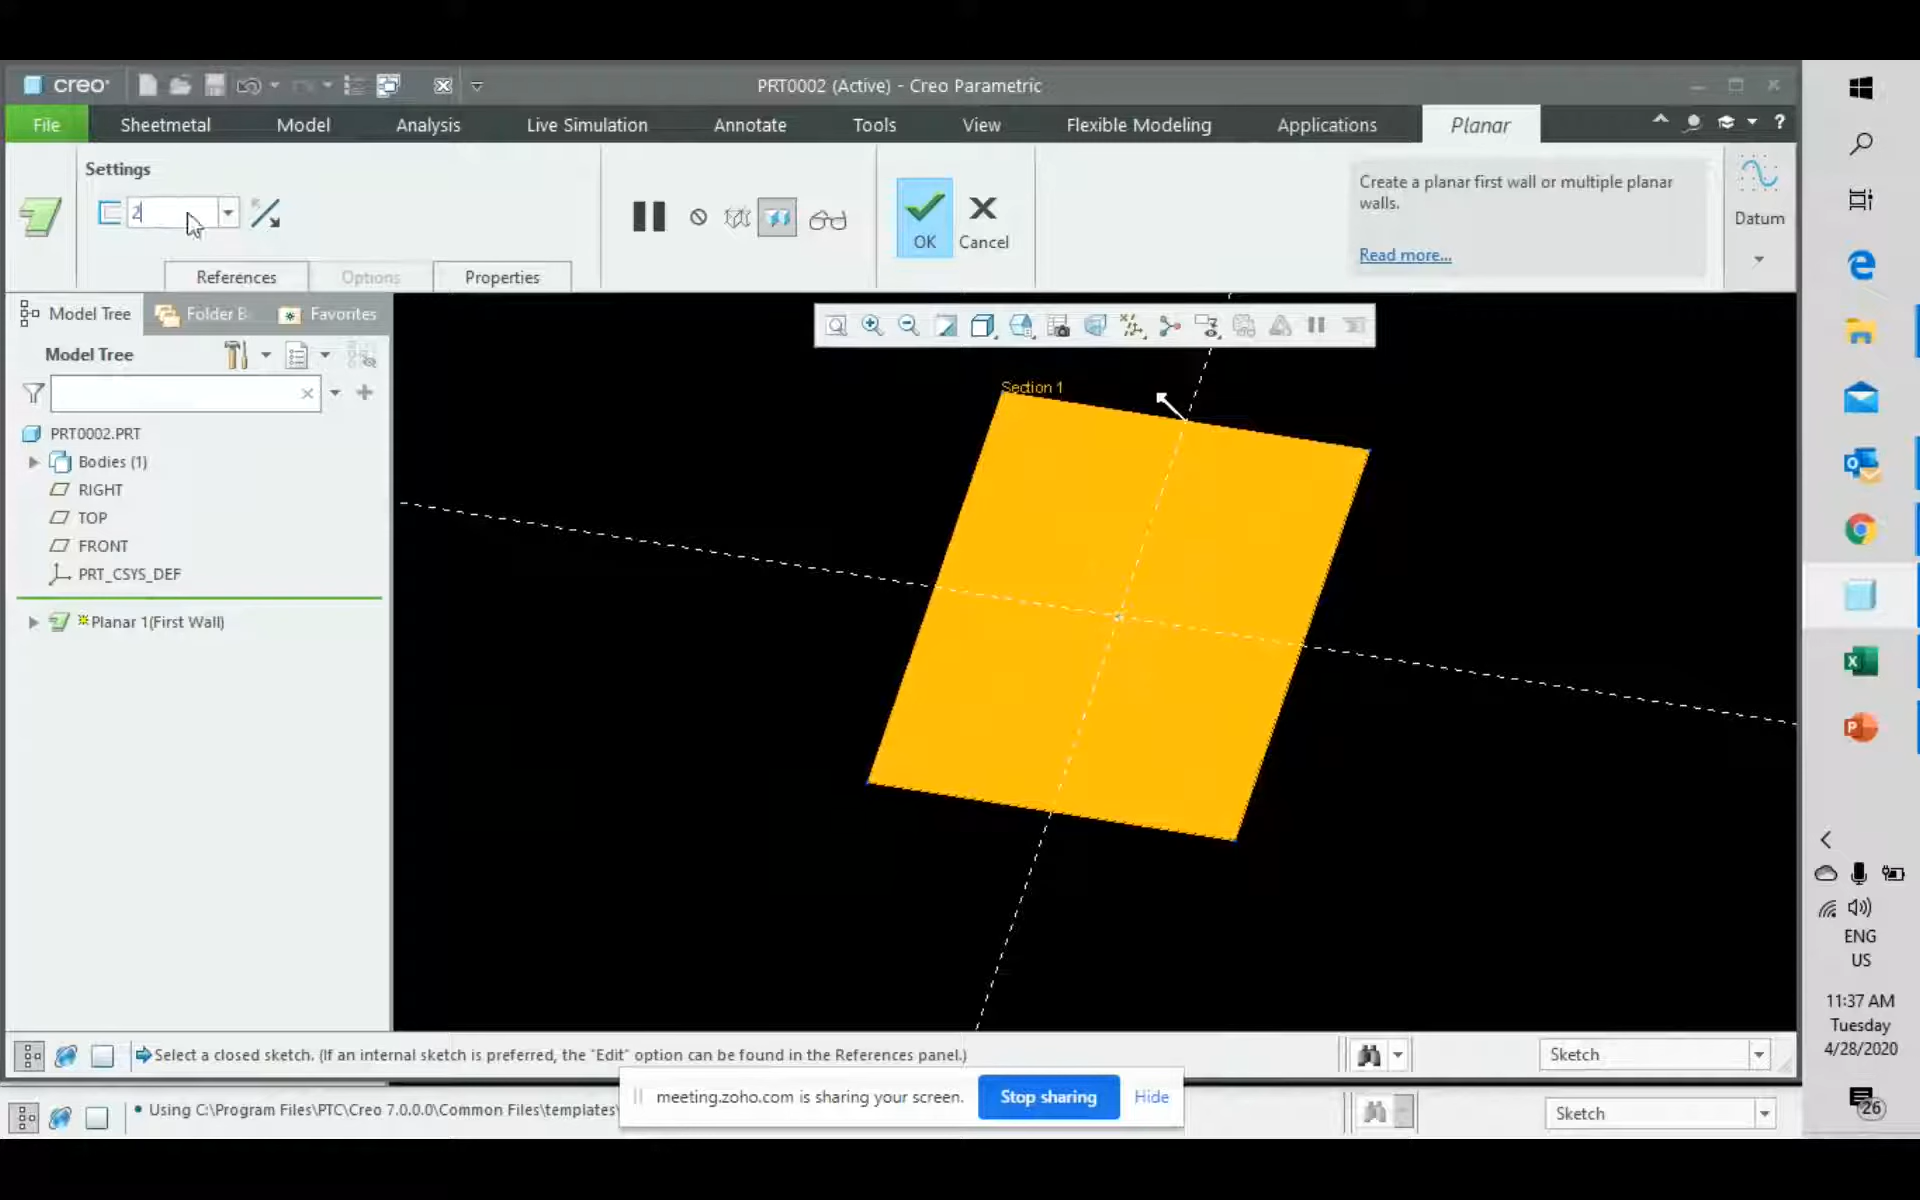 creo
PRT0002 (Active) - Creo Parametric
File
Sheetmetal
Model
Analysis
Live Simulation
Annotate
Tools
View
Flexible Modeling
Applications
Planar
?
Settings
2
OK
Cancel
Create a planar first wall or multiple planar
walls.
Read more...
Datum
References
Options
Properties
Model Tree
Folder B
Favorites
Model Tree
PRT0002.PRT
Bodies (1)
RIGHT
TOP
FRONT
PRT_CSYS_DEF
Planar 1(First Wall)
Section 1
Select a closed sketch. (If an internal sketch is preferred, the "Edit" option can be found in the References panel.)
Sketch
meeting.zoho.com is sharing your screen.
Stop sharing
Hide
Using C:\Program Files\PTC\Creo 7.0.0.0\Common Files\templates\
Sketch
ENG
US
11:37 AM
Tuesday
4/28/2020
26